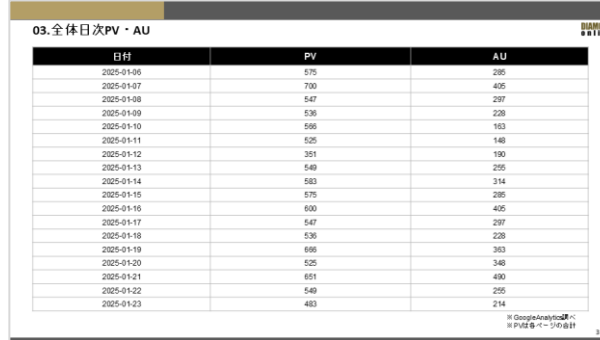 03.全体日次PV・AU
DIAM
onli
日付 PV AU
2025-01-06 575 285
2025-01-07 700 405
2025-01-08 547 297
2025-01-09 536 228
2025-01-10 566 163
2025-01-11 525 148
2025-01-12 351 190
2025-01-13 549 255
2025-01-14 583 314
2025-01-15 575 285
2025-01-16 600 405
2025-01-17 547 297
2025-01-18 536 228
2025-01-19 666 363
2025-01-20 525 348
2025-01-21 651 490
2025-01-22 549 255
2025-01-23 483 214
※GoogleAnalytics調べ
※PVは各ページの合計
3